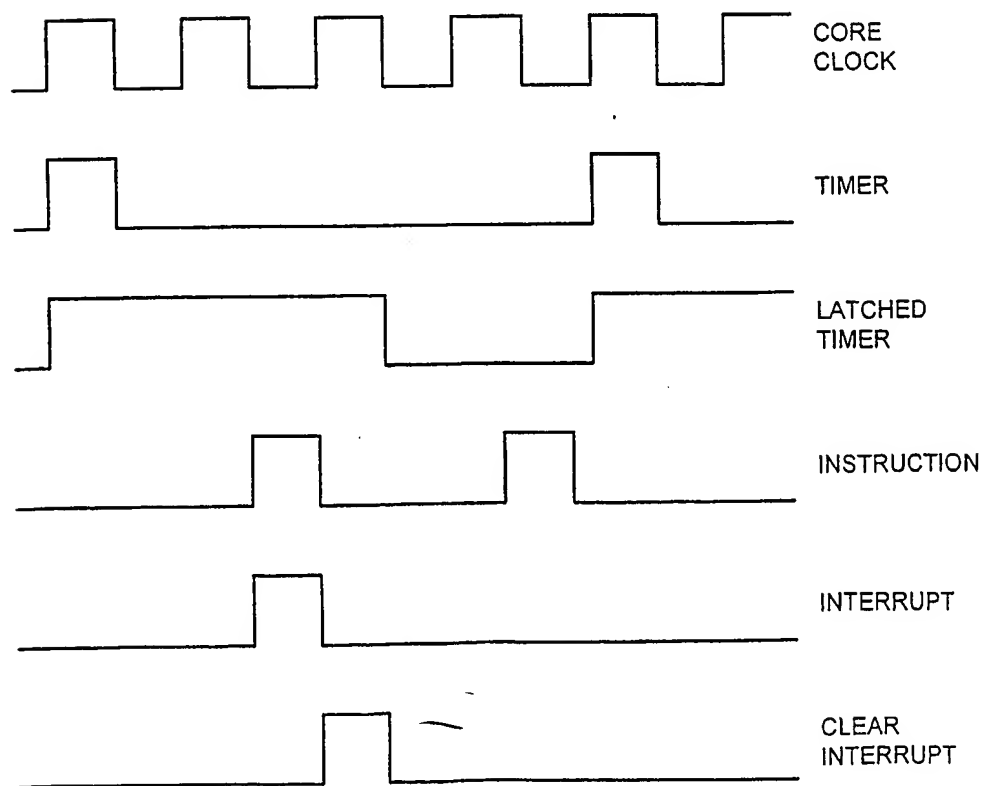 CORE
CLOCK
TIMER
LATCHED
TIMER
INSTRUCTION
INTERRUPT
CLEAR
INTERRUPT